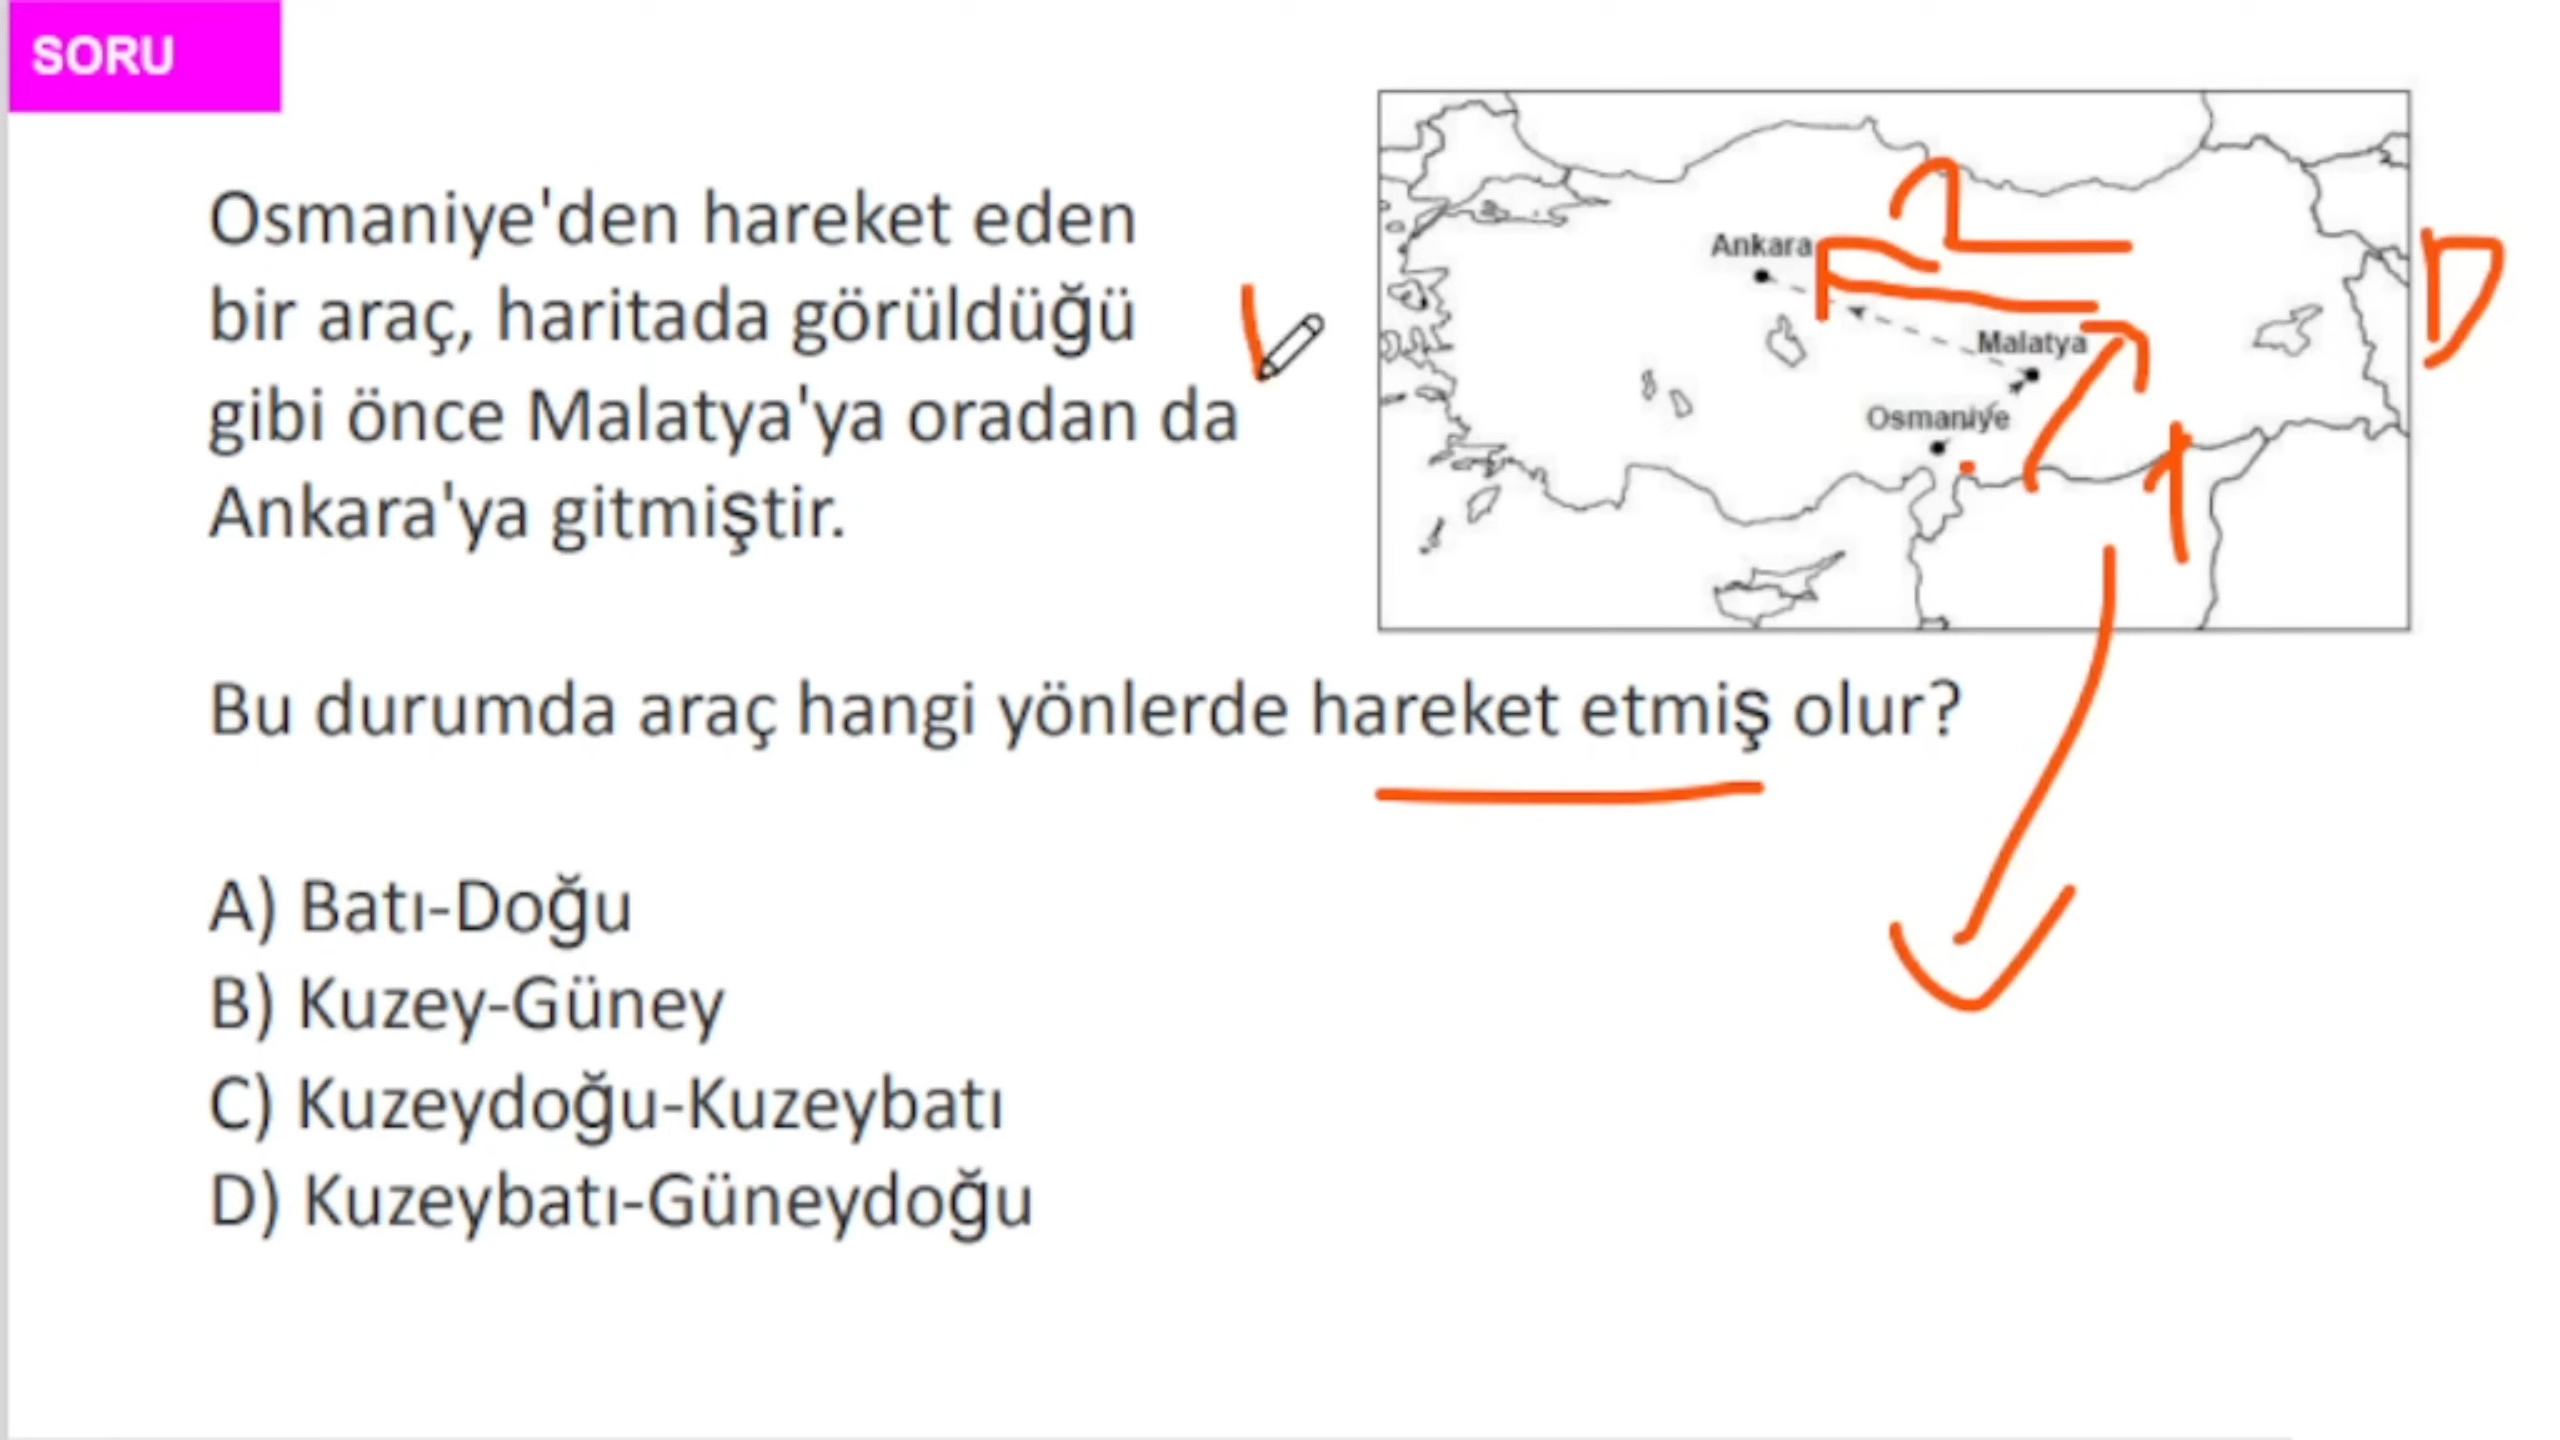 SORU
Osmaniye'den hareket eden
bir araç, haritada görüldüğü
gibi önce Malatya'ya oradan da
Ankara'ya gitmiştir.
Ankara
Malatya
Osmaniye
D
Bu durumda araç hangi yönlerde hareket etmiş olur?
A) Batı-Doğu
B) Kuzey-Güney
C) Kuzeydoğu-Kuzeybatı
D) Kuzeybatı-Güneydoğu